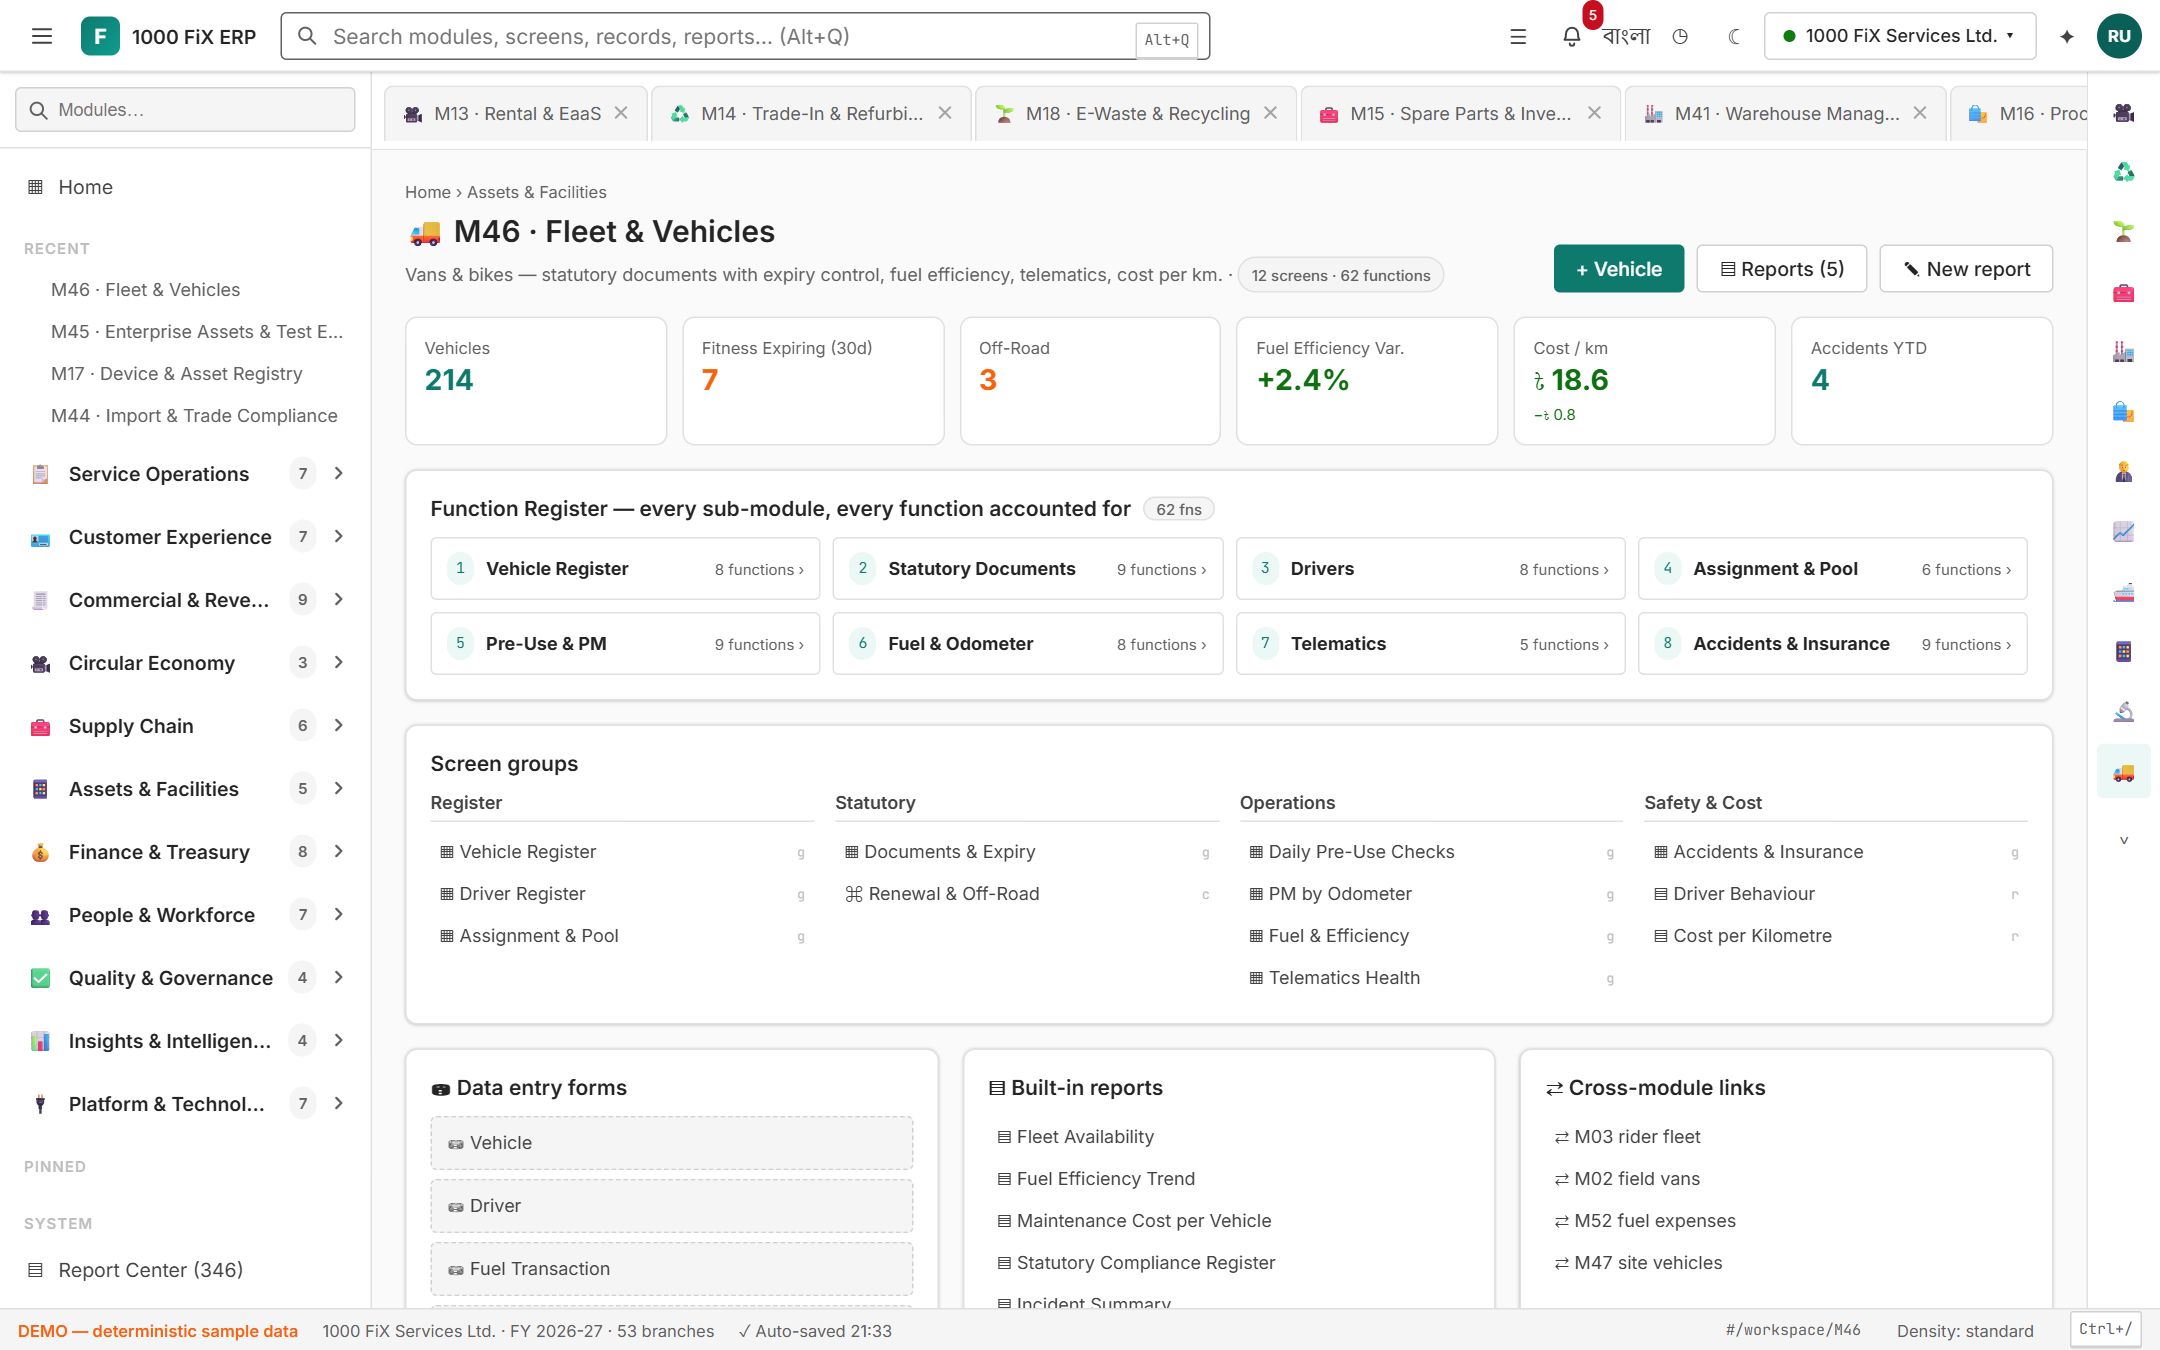 F 1000 FiX ERP
Search modules, screens, records, reports... (Alt+Q) Alt+Q
5
বাংলা
1000 FiX Services Ltd.
RU
Modules...
M13 · Rental & EaaS
M14 · Trade-In & Refurbi...
M18 · E-Waste & Recycling
M15 · Spare Parts & Inve...
M41 · Warehouse Manag...
M16 · Proc
Home
RECENT
M46 · Fleet & Vehicles
M45 · Enterprise Assets & Test E...
M17 · Device & Asset Registry
M44 · Import & Trade Compliance
Service Operations 7
Customer Experience 7
Commercial & Reve... 9
Circular Economy 3
Supply Chain 6
Assets & Facilities 5
Finance & Treasury 8
People & Workforce 7
Quality & Governance 4
Insights & Intelligen... 4
Platform & Technol... 7
PINNED
SYSTEM
Report Center (346)
Home › Assets & Facilities
M46 · Fleet & Vehicles
Vans & bikes — statutory documents with expiry control, fuel efficiency, telematics, cost per km. · 12 screens · 62 functions
+ Vehicle
Reports (5)
New report
Vehicles
214
Fitness Expiring (30d)
7
Off-Road
3
Fuel Efficiency Var.
+2.4%
Cost / km
৳ 18.6
−৳ 0.8
Accidents YTD
4
Function Register — every sub-module, every function accounted for 62 fns
1 Vehicle Register 8 functions ›
2 Statutory Documents 9 functions ›
3 Drivers 8 functions ›
4 Assignment & Pool 6 functions ›
5 Pre-Use & PM 9 functions ›
6 Fuel & Odometer 8 functions ›
7 Telematics 5 functions ›
8 Accidents & Insurance 9 functions ›
Screen groups
Register
Vehicle Register g
Driver Register g
Assignment & Pool g
Statutory
Documents & Expiry g
⌘ Renewal & Off-Road c
Operations
Daily Pre-Use Checks g
PM by Odometer g
Fuel & Efficiency g
Telematics Health g
Safety & Cost
Accidents & Insurance g
Driver Behaviour r
Cost per Kilometre r
Data entry forms
Vehicle
Driver
Fuel Transaction
Built-in reports
Fleet Availability
Fuel Efficiency Trend
Maintenance Cost per Vehicle
Statutory Compliance Register
Incident Summary
⇄ Cross-module links
⇄ M03 rider fleet
⇄ M02 field vans
⇄ M52 fuel expenses
⇄ M47 site vehicles
DEMO — deterministic sample data
1000 FiX Services Ltd. · FY 2026-27 · 53 branches
✓ Auto-saved 21:33
#/workspace/M46
Density: standard
Ctrl+/